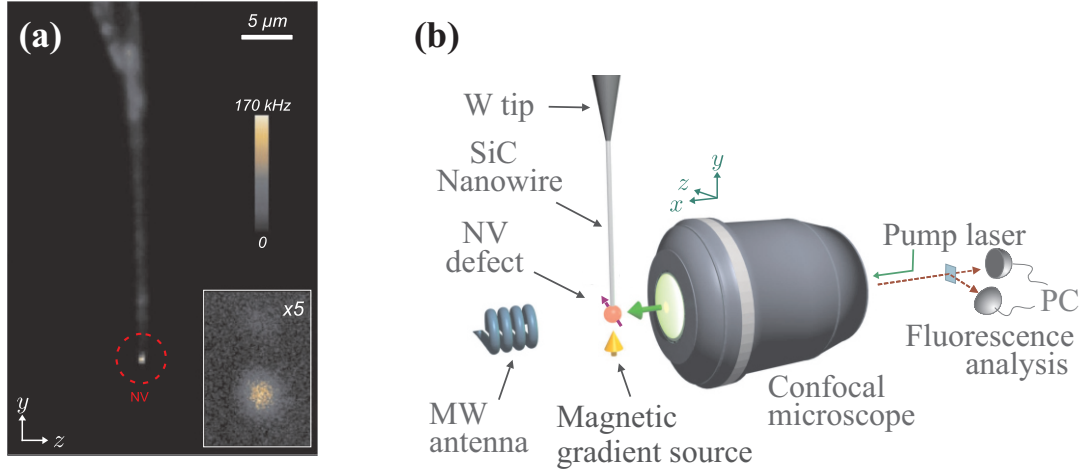 (a)
5 μm
170 kHz
0
x5
NV
y
z
(b)
W tip
SiC
Nanowire
NV
defect
y
z
x
Pump laser
PC
Fluorescence
analysis
Confocal
microscope
MW
antenna
Magnetic
gradient source